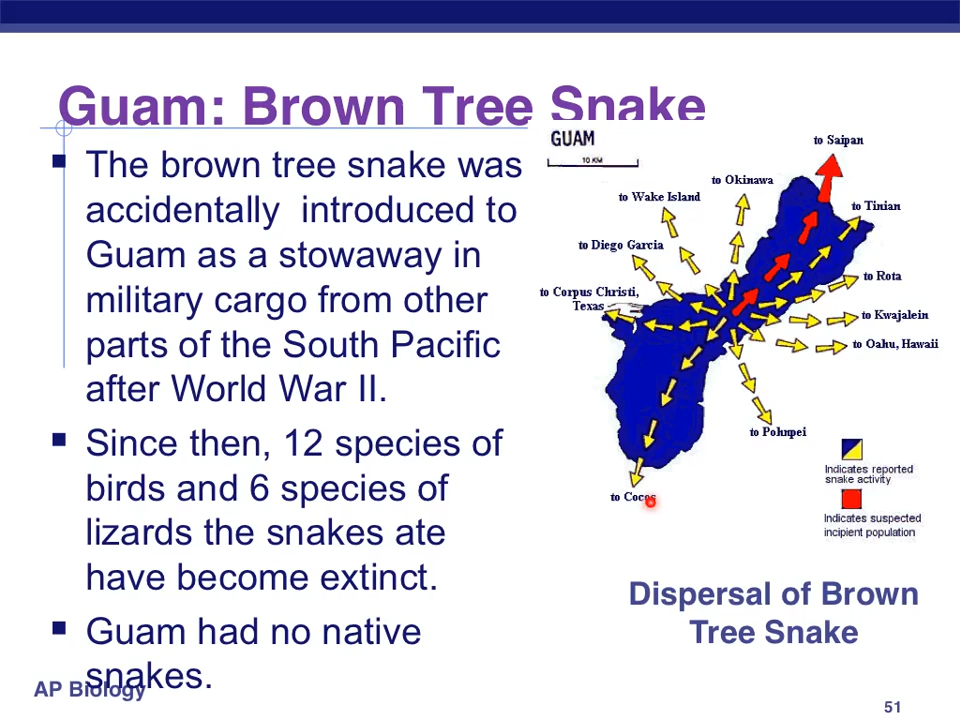 Guam: Brown Tree Snake
▪ The brown tree snake was
accidentally introduced to
Guam as a stowaway in
military cargo from other
parts of the South Pacific
after World War II.
▪ Since then, 12 species of
birds and 6 species of
lizards the snakes ate
have become extinct.
▪ Guam had no native
snakes.
GUAM
10 KM
to Saipan
to Okinawa
to Wake Island
to Tinian
to Diego Garcia
to Rota
to Corpus Christi,
Texas
to Kwajalein
to Oahu, Hawaii
to Pohnpei
to Cocos
Indicates reported
snake activity
Indicates suspected
incipient population
Dispersal of Brown
Tree Snake
AP Biology
51